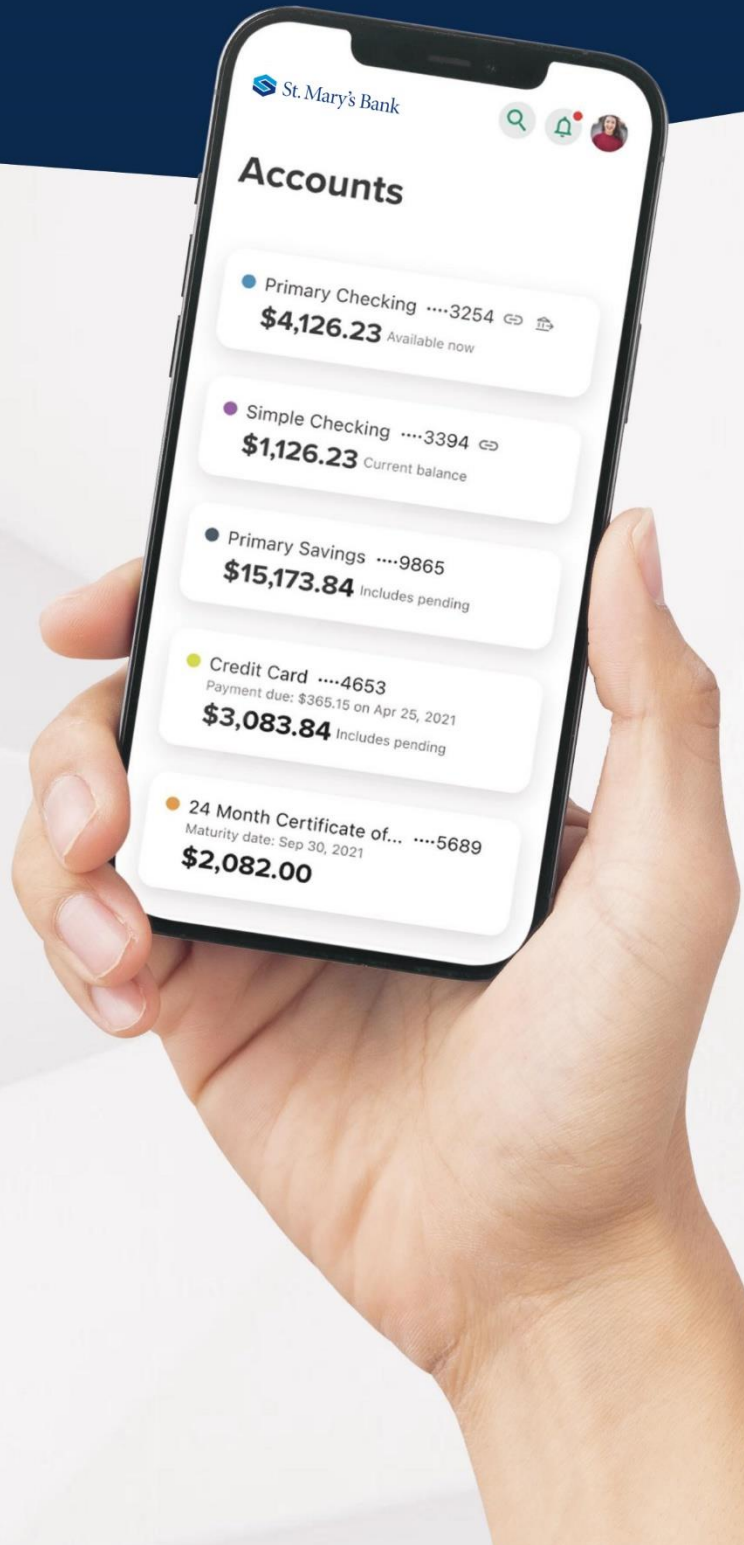 St. Mary's Bank
Accounts
Primary Checking ····3254
$4,126.23 Available now
Simple Checking ····3394
$1,126.23 Current balance
Primary Savings ····9865
$15,173.84 Includes pending
Credit Card ····4653
Payment due: $365.15 on Apr 25, 2021
$3,083.84 Includes pending
24 Month Certificate of... ····5689
Maturity date: Sep 30, 2021
$2,082.00